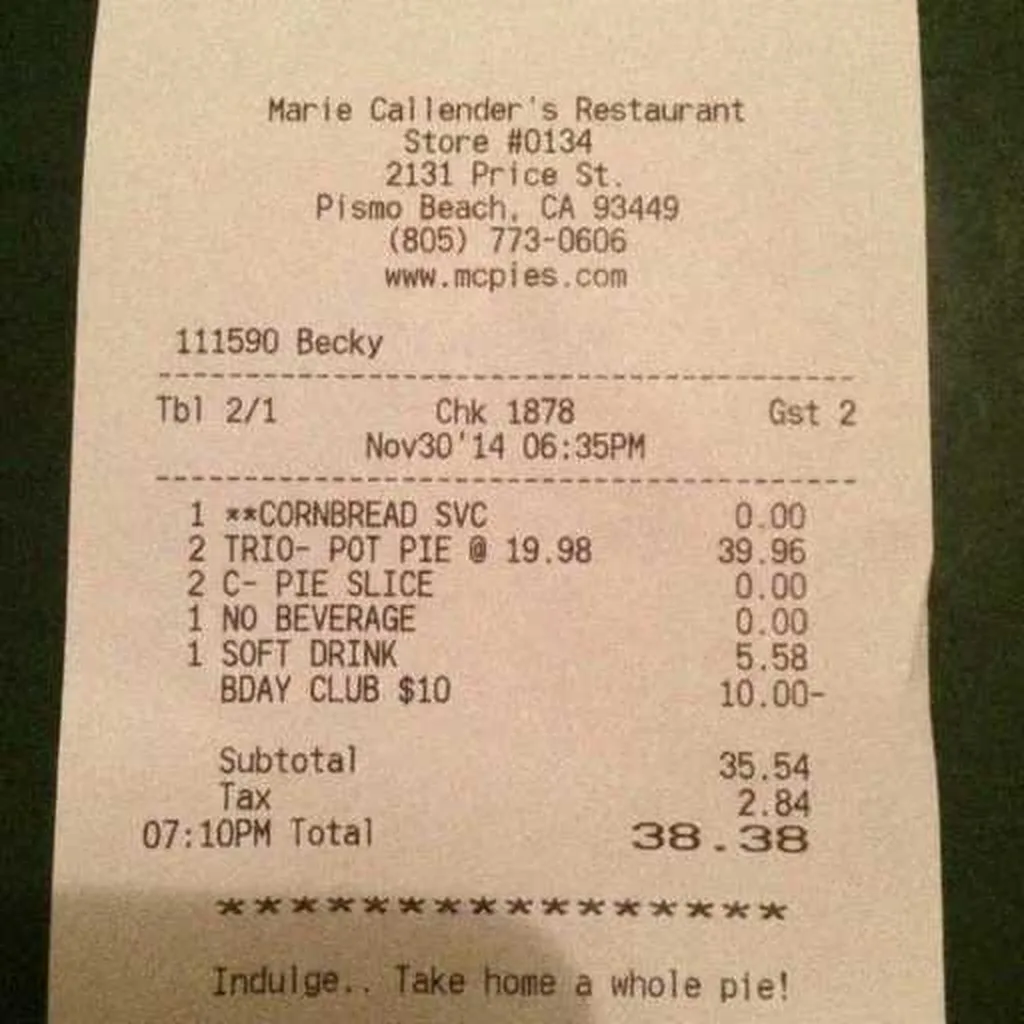 Marie Callender's Restaurant
Store #0134
2131 Price St.
Pismo Beach, CA 93449
(805) 773-0606
www.mcpies.com
111590 Becky
----------------------------------------
Tbl 2/1 Chk 1878 Gst 2
Nov30'14 06:35PM
----------------------------------------
1 **CORNBREAD SVC 0.00
2 TRIO- POT PIE @ 19.98 39.96
2 C- PIE SLICE 0.00
1 NO BEVERAGE 0.00
1 SOFT DRINK 5.58
BDAY CLUB $10 10.00-
Subtotal 35.54
Tax 2.84
07:10PM Total 38.38
****************
Indulge.. Take home a whole pie!